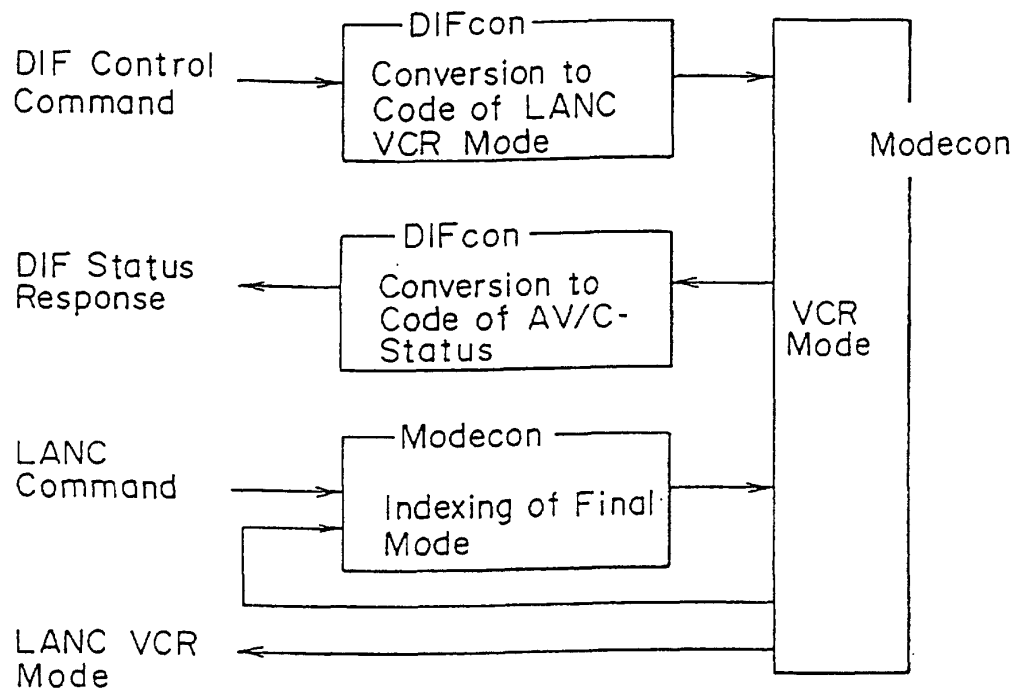 DIF Control
Command
DIFcon
Conversion to
Code of LANC
VCR Mode
Modecon
DIF Status
Response
DIFcon
Conversion to
Code of AV/C-
Status
VCR
Mode
LANC
Command
Modecon
Indexing of Final
Mode
LANC VCR
Mode